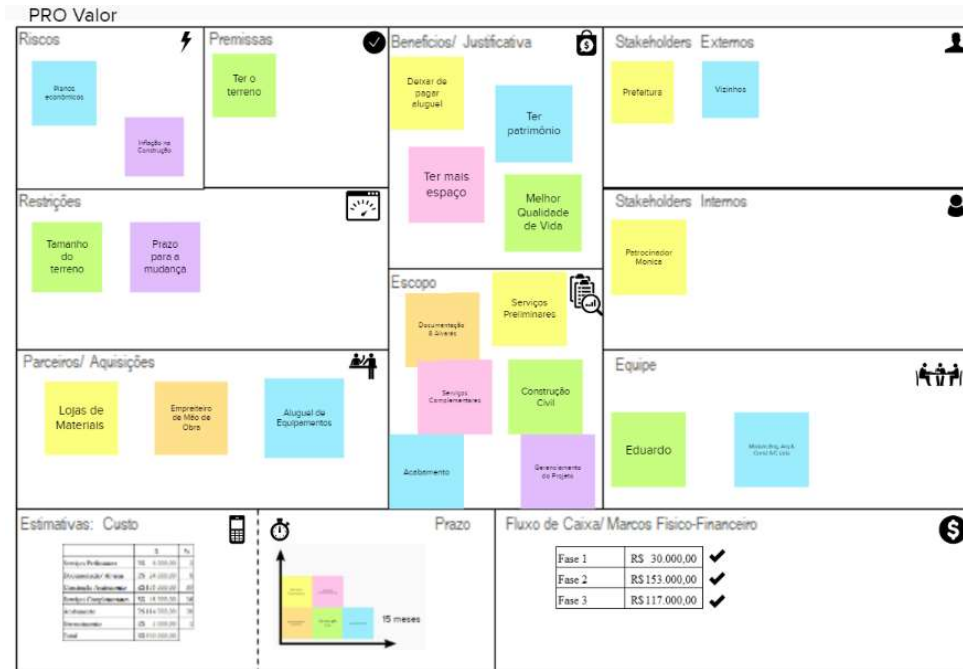 PRO Valor
Riscos
Planos
econômicos
Inflação na
Construção
Premissas
Ter o
terreno
Benefícios/ Justificativa
Deixar de
pagar
aluguel
Ter
patrimônio
Ter mais
espaço
Melhor
Qualidade
de Vida
Stakeholders Externos
Prefeitura
Vizinhos
Restrições
Tamanho
do
terreno
Prazo
para a
mudança
Stakeholders Internos
Patrocinador
Monica
Escopo
Documentação
Serviços
Preliminares
Serviços
Complementares
Construção
Civil
Acabamento
Gerenciamento
do Projeto
Parceiros/ Aquisições
Lojas de
Materiais
Empreiteiro
de Mão de
Obra
Aluguel de
Equipamentos
Equipe
Eduardo
Estimativas: Custo
Total
Prazo
15 meses
Fluxo de Caixa/ Marcos Físico-Financeiro
Fase 1 R$ 30.000,00
Fase 2 R$153.000,00
Fase 3 R$117.000,00